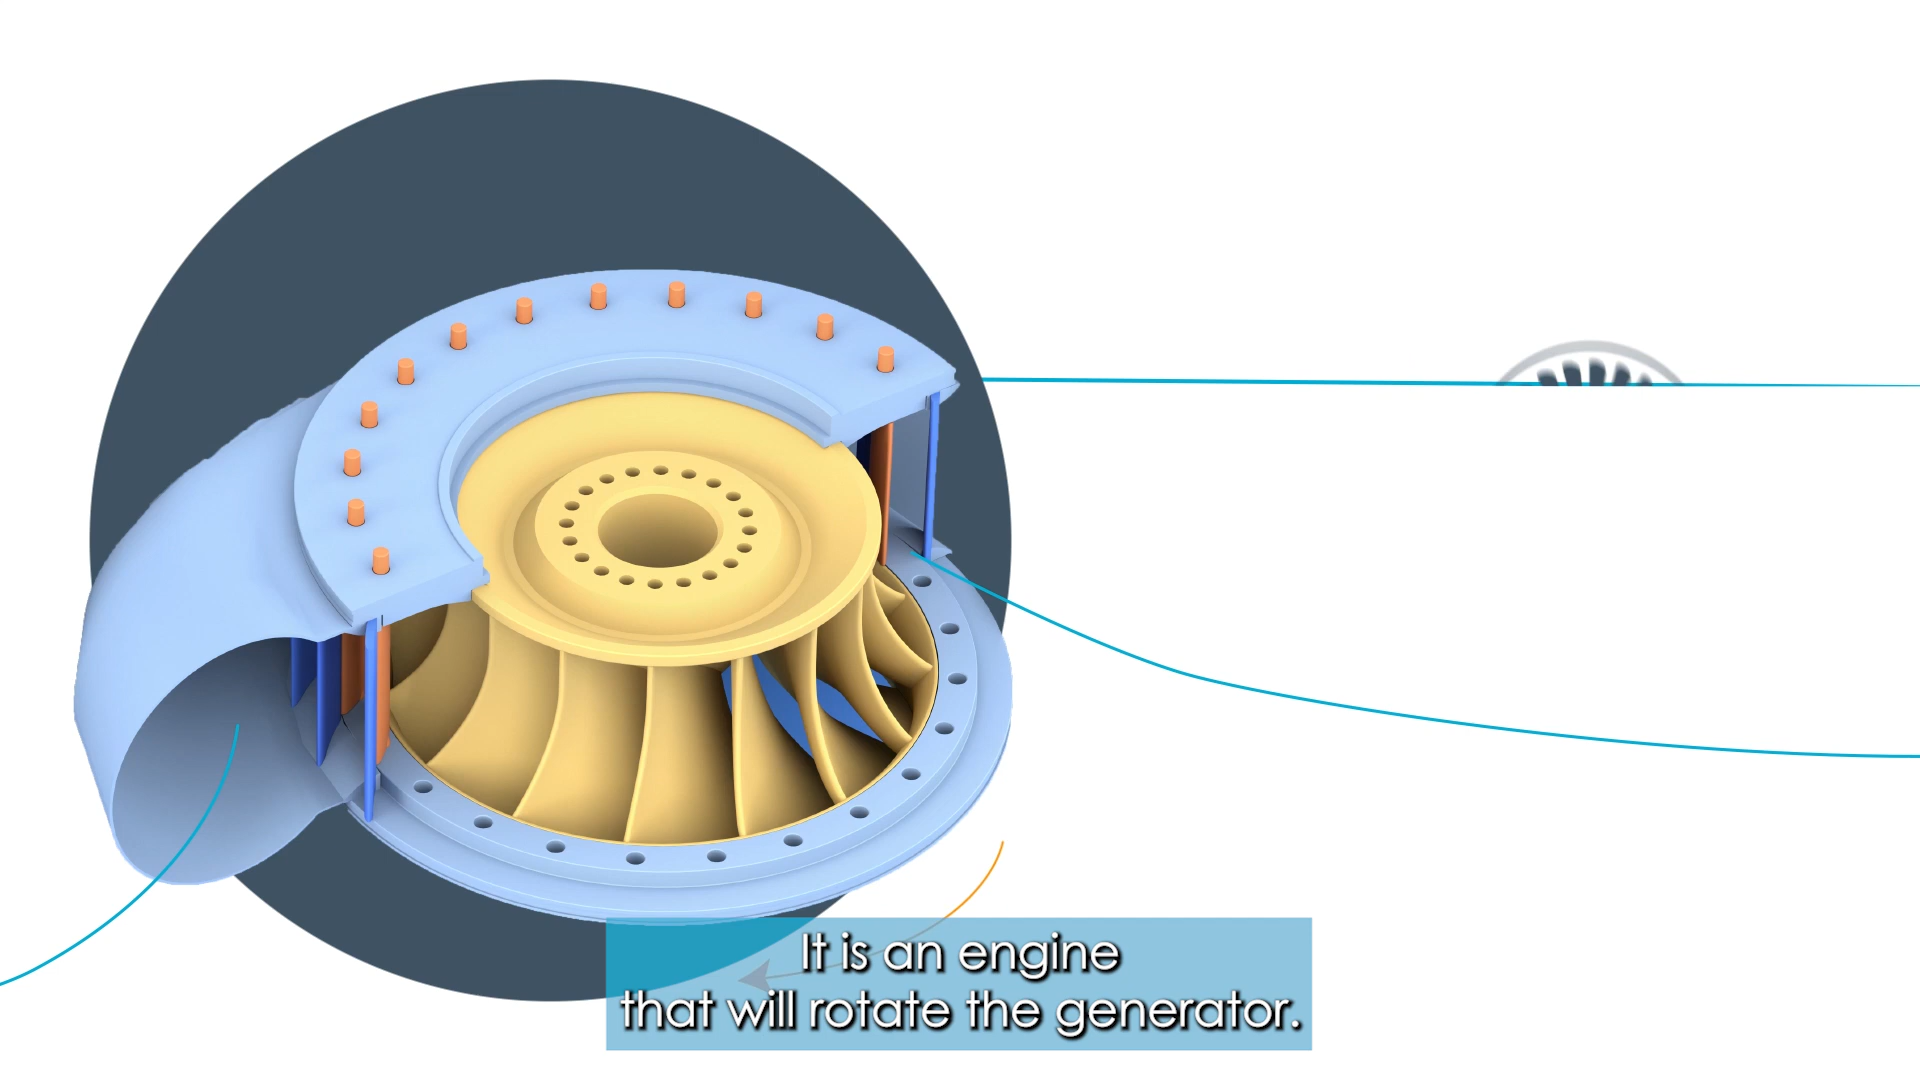 It is an engine
that will rotate the generator.